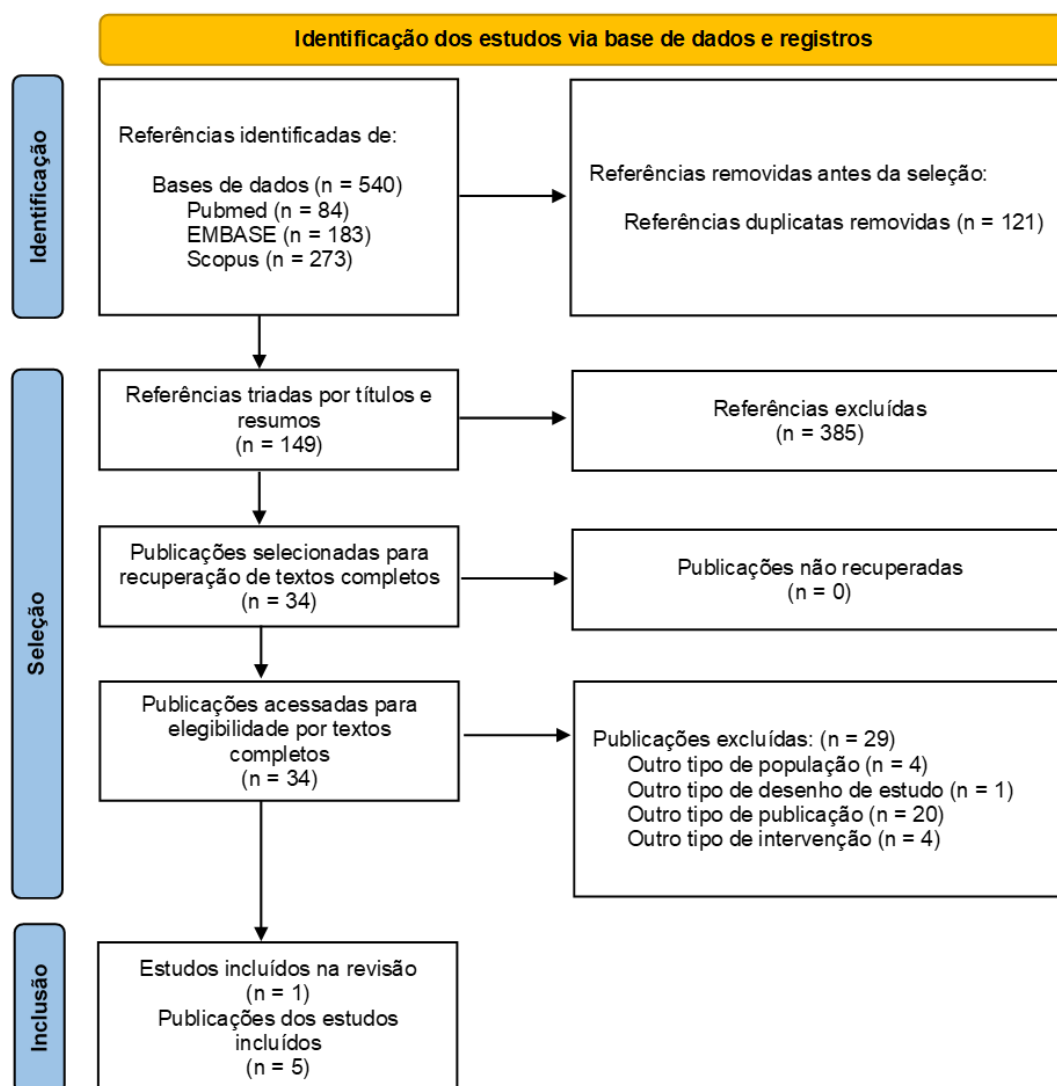 Identificação dos estudos via base de dados e registros
Identificação
Referências identificadas de:
Bases de dados (n = 540)
Pubmed (n = 84)
EMBASE (n = 183)
Scopus (n = 273)
Referências removidas antes da seleção:
Referências duplicatas removidas (n = 121)
Seleção
Referências triadas por títulos e
resumos
(n = 149)
Referências excluídas
(n = 385)
Publicações selecionadas para
recuperação de textos completos
(n = 34)
Publicações não recuperadas
(n = 0)
Publicações acessadas para
elegibilidade por textos
completos
(n = 34)
Publicações excluídas: (n = 29)
Outro tipo de população (n = 4)
Outro tipo de desenho de estudo (n = 1)
Outro tipo de publicação (n = 20)
Outro tipo de intervenção (n = 4)
Inclusão
Estudos incluídos na revisão
(n = 1)
Publicações dos estudos
incluídos
(n = 5)